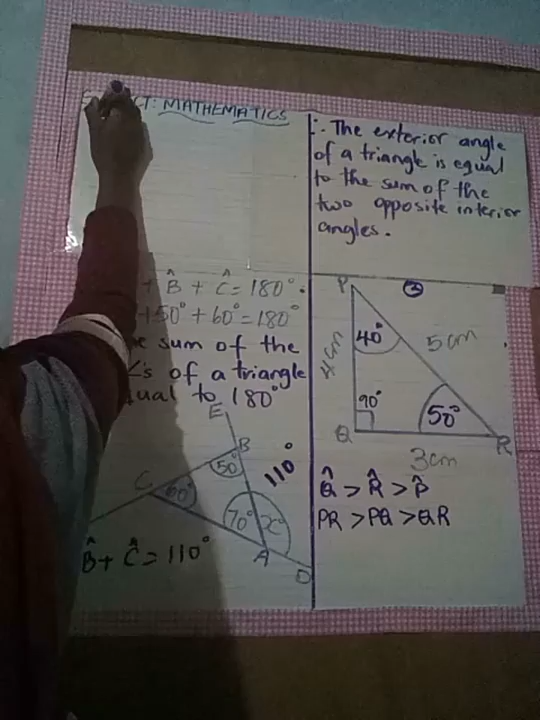 MATHEMATICS
+ B̂ + Ĉ = 180°.
+ 50° + 60° = 180°
sum of the
∠'s of a triangle
to 180°
E
B
50°
110°
C
60°
70°
x°
A
D
B̂ + Ĉ = 110°
∴ The exterior angle
of a triangle is equal
to the sum of the
two opposite interior
angles.
2
P
40°
4cm
5cm
90°
50°
Q
R
3cm
Q̂ > R̂ > P̂
PR > PQ > QR